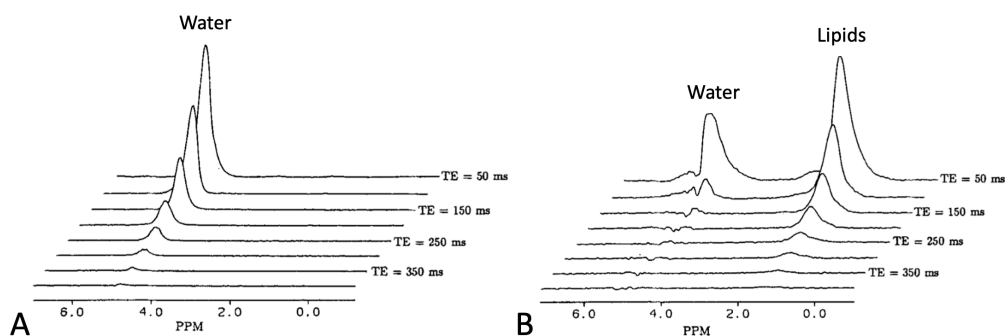 Water
TE = 50 ms
TE = 150 ms
TE = 250 ms
TE = 350 ms
6.0 4.0 2.0 0.0
PPM
A
Lipids
Water
TE = 50 ms
TE = 150 ms
TE = 250 ms
TE = 350 ms
6.0 4.0 2.0 0.0
PPM
B